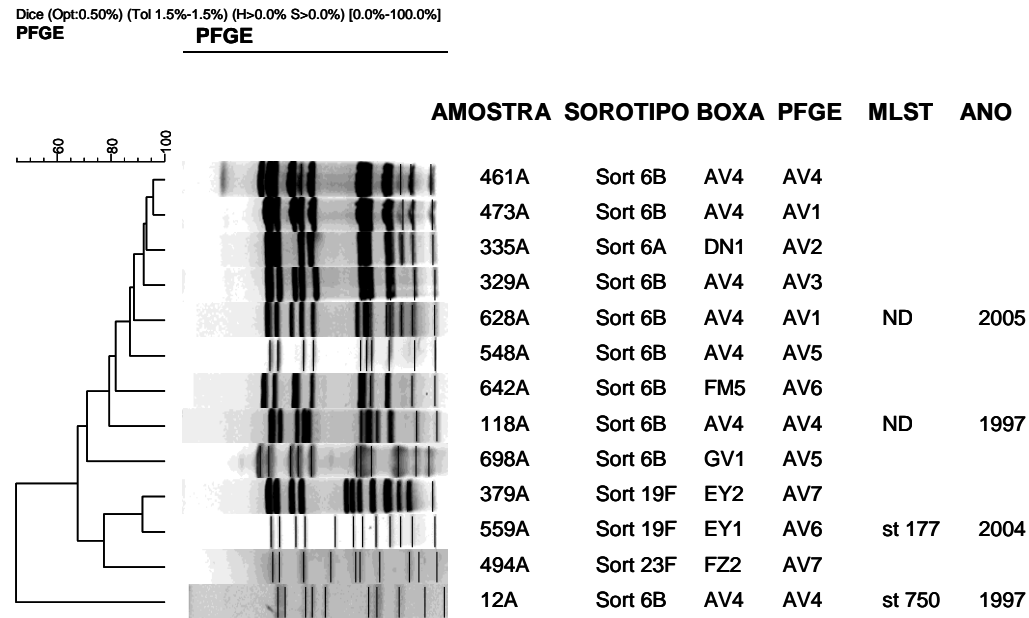 Dice (Opt:0.50%) (Tol 1.5%-1.5%) (H>0.0% S>0.0%) [0.0%-100.0%]
PFGE PFGE
AMOSTRA SOROTIPO BOXA PFGE MLST ANO
60 80 100
461A Sort 6B AV4 AV4
473A Sort 6B AV4 AV1
335A Sort 6A DN1 AV2
329A Sort 6B AV4 AV3
628A Sort 6B AV4 AV1 ND 2005
548A Sort 6B AV4 AV5
642A Sort 6B FM5 AV6
118A Sort 6B AV4 AV4 ND 1997
698A Sort 6B GV1 AV5
379A Sort 19F EY2 AV7
559A Sort 19F EY1 AV6 st 177 2004
494A Sort 23F FZ2 AV7
12A Sort 6B AV4 AV4 st 750 1997